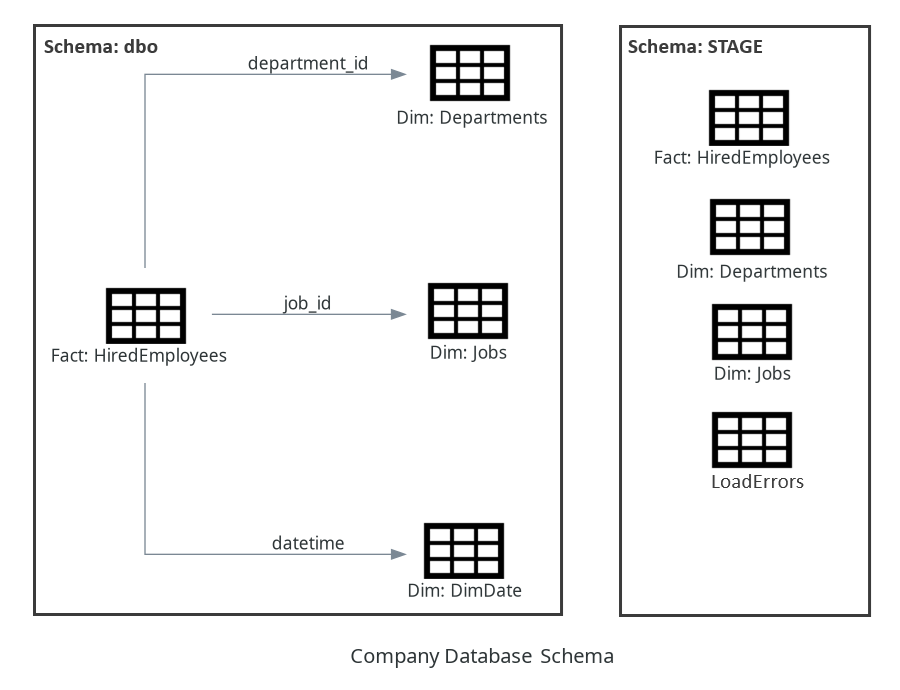 Schema: dbo
department_id
Dim: Departments
job_id
Fact: HiredEmployees
Dim: Jobs
datetime
Dim: DimDate
Schema: STAGE
Fact: HiredEmployees
Dim: Departments
Dim: Jobs
LoadErrors
Company Database Schema